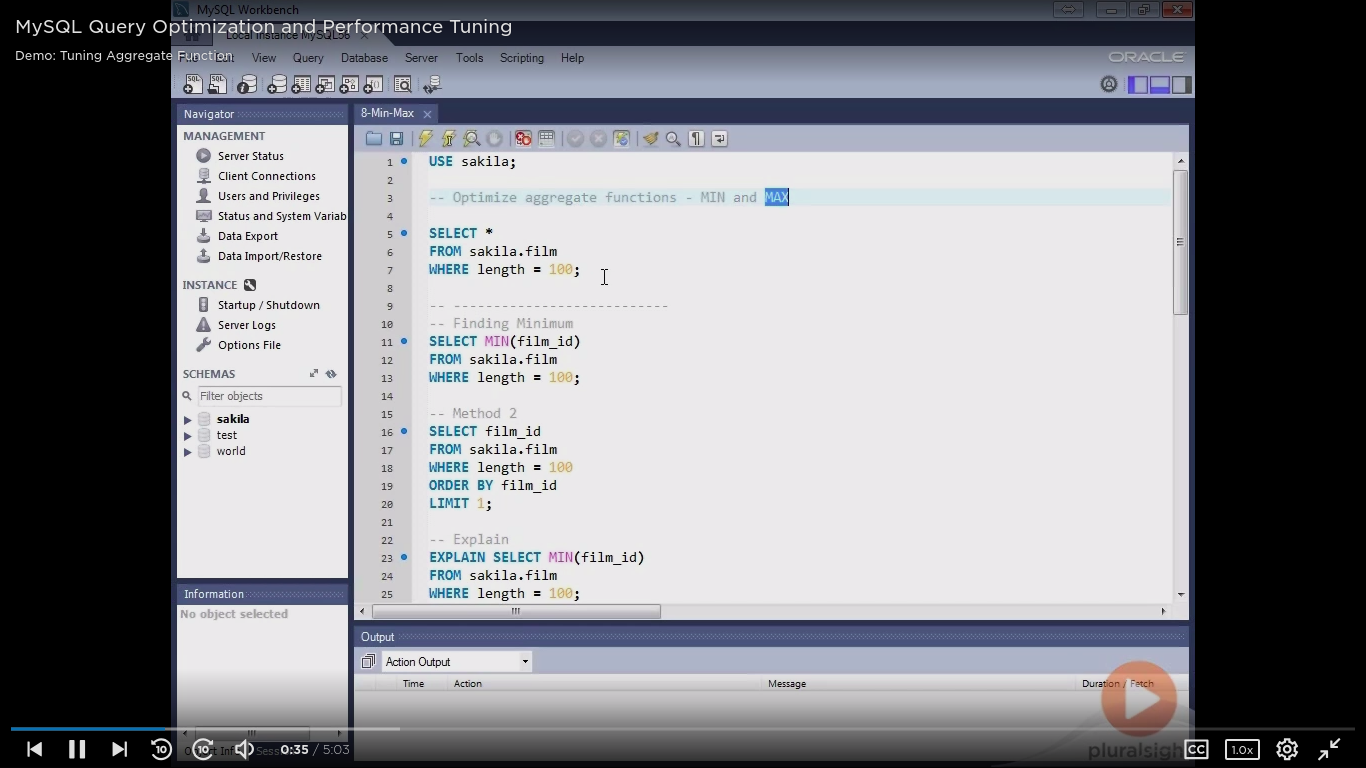 MySQL Workbench
MySQL Query Optimization and Performance Tuning
Local instance MySQL56
Demo: Tuning Aggregate Function
View Query Database Server Tools Scripting Help
ORACLE
Navigator
MANAGEMENT
Server Status
Client Connections
Users and Privileges
Status and System Variab
Data Export
Data Import/Restore
INSTANCE
Startup / Shutdown
Server Logs
Options File
SCHEMAS
Filter objects
sakila
test
world
Information
No object selected
8-Min-Max
1 USE sakila;
2
3 -- Optimize aggregate functions - MIN and MAX
4
5 SELECT *
6 FROM sakila.film
7 WHERE length = 100;
8
9 -- ---------------------------
10 -- Finding Minimum
11 SELECT MIN(film_id)
12 FROM sakila.film
13 WHERE length = 100;
14
15 -- Method 2
16 SELECT film_id
17 FROM sakila.film
18 WHERE length = 100
19 ORDER BY film_id
20 LIMIT 1;
21
22 -- Explain
23 EXPLAIN SELECT MIN(film_id)
24 FROM sakila.film
25 WHERE length = 100;
Output
Action Output
Time Action Message Duration / Fetch
10 10 0:35 / 5:03 CC 1.0x
pluralsigh